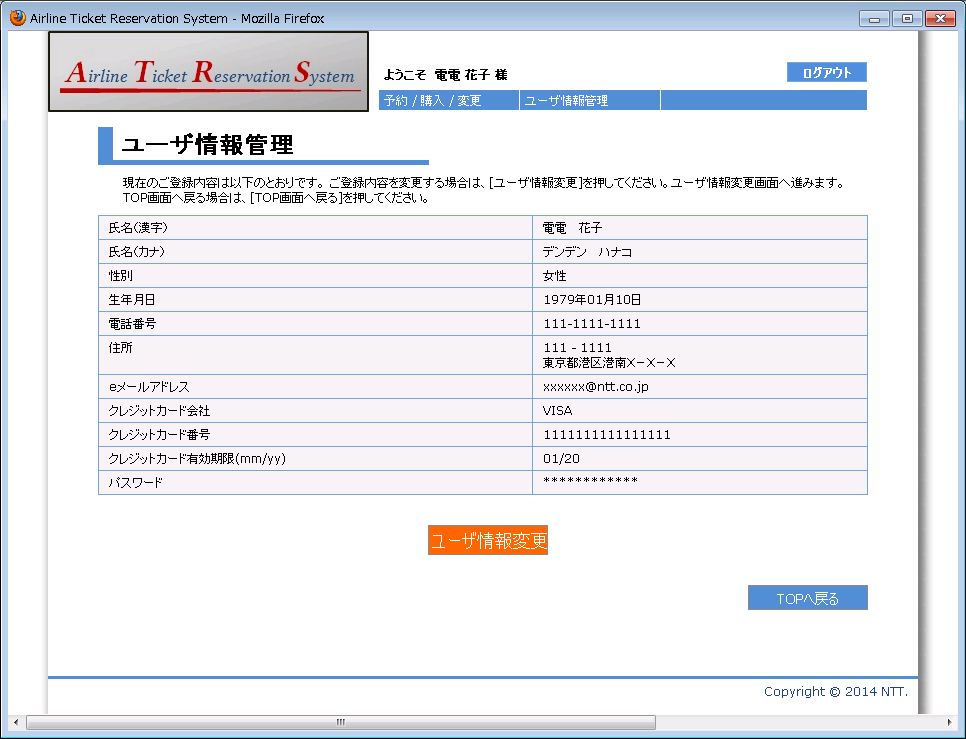 Airline Ticket Reservation System - Mozilla Firefox
Airline Ticket Reservation System
ようこそ 電電 花子 様
ログアウト
予約 / 購入 / 変更 ユーザ情報管理
ユーザ情報管理
現在のご登録内容は以下のとおりです。ご登録内容を変更する場合は、[ユーザ情報変更]を押してください。ユーザ情報変更画面へ進みます。
TOP画面へ戻る場合は、[TOP画面へ戻る]を押してください。
氏名(漢字) 電電　花子
氏名(カナ) デンデン　ハナコ
性別 女性
生年月日 1979年01月10日
電話番号 111-1111-1111
住所 111 - 1111
東京都港区港南X－X－X
eメールアドレス xxxxxx@ntt.co.jp
クレジットカード会社 VISA
クレジットカード番号 1111111111111111
クレジットカード有効期限(mm/yy) 01/20
パスワード ************
ユーザ情報変更
TOPへ戻る
Copyright © 2014 NTT.